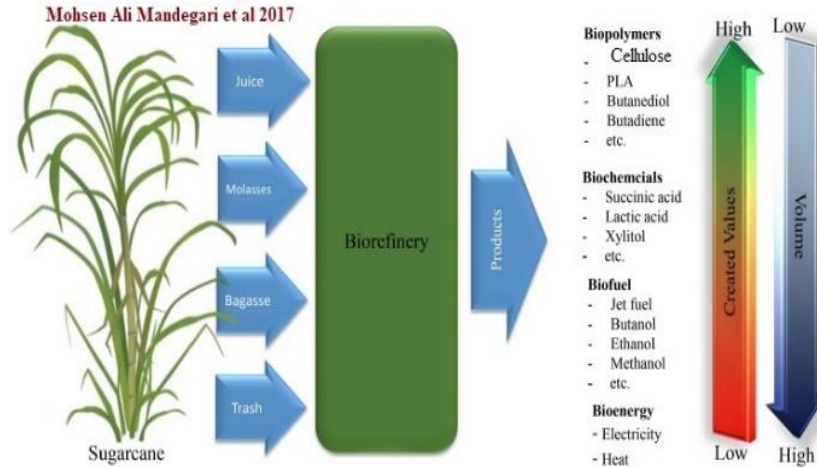 Mohsen Ali Mandegari et al 2017
Juice
Molasses
Bagasse
Trash
Sugarcane
Biorefinery
Products
Biopolymers
- Cellulose
- PLA
- Butanediol
- Butadiene
- etc.
Biochemcials
- Succinic acid
- Lactic acid
- Xylitol
- etc.
Biofuel
- Jet fuel
- Butanol
- Ethanol
- Methanol
- etc.
Bioenergy
- Electricity
- Heat
High
Created Values
Low
Low
Volume
High